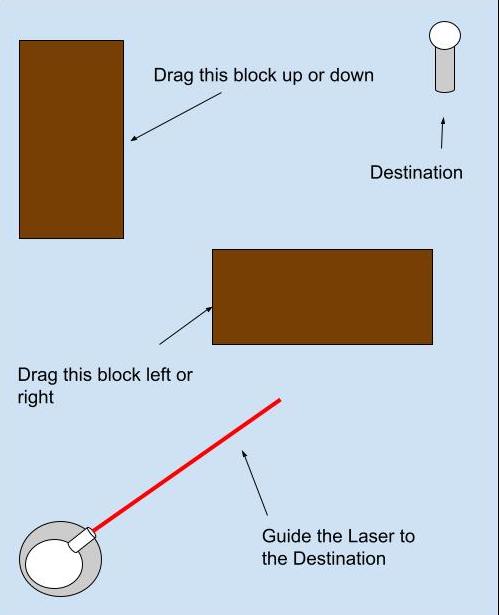 Drag this block up or down
Destination
Drag this block left or
right
Guide the Laser to
the Destination